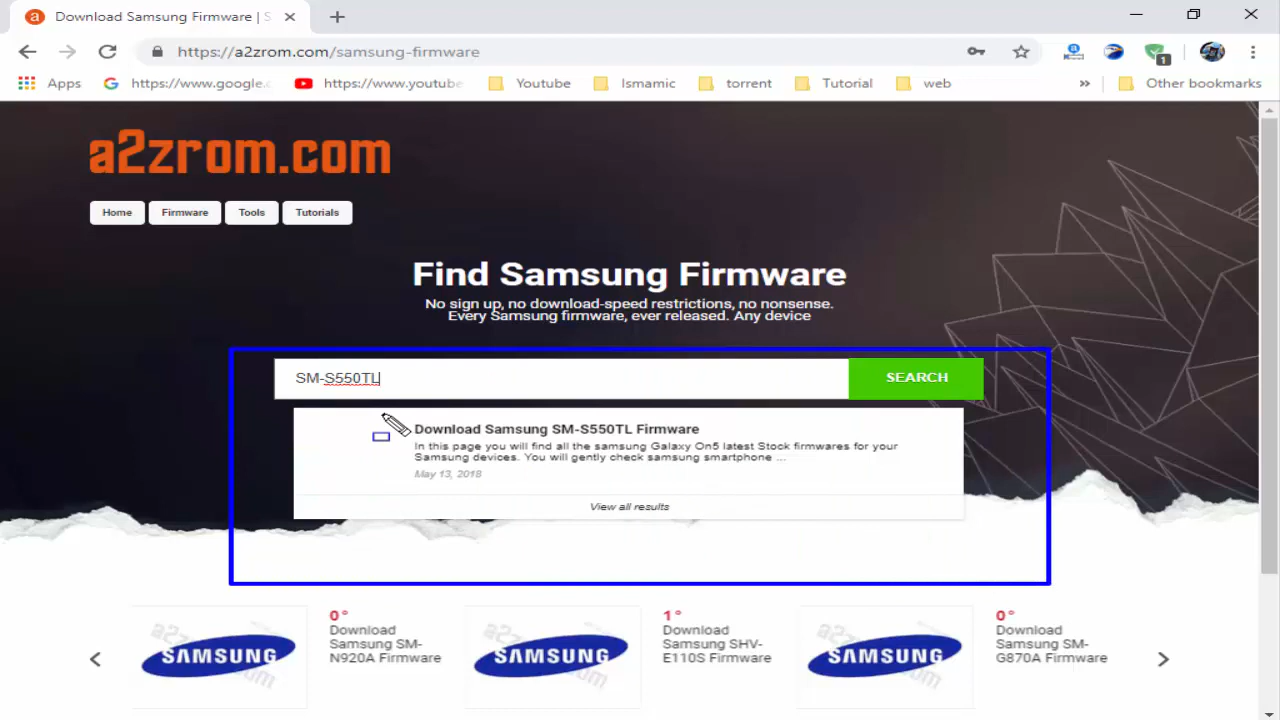 Download Samsung Firmware | S
https://a2zrom.com/samsung-firmware
1
Apps
https://www.google.c
https://www.youtube
Youtube
Ismamic
torrent
Tutorial
web
»
Other bookmarks
a2zrom.com
Home
Firmware
Tools
Tutorials
Find Samsung Firmware
No sign up, no download-speed restrictions, no nonsense.
Every Samsung firmware, ever released. Any device
SM-S550TL
SEARCH
Download Samsung SM-S550TL Firmware
In this page you will find all the samsung Galaxy On5 latest Stock firmwares for your
Samsung devices. You will gently check samsung smartphone ...
May 13, 2018
View all results
SAMSUNG
0°
Download
Samsung SM-
N920A Firmware
SAMSUNG
1°
Download
Samsung SHV-
E110S Firmware
SAMSUNG
0°
Download
Samsung SM-
G870A Firmware